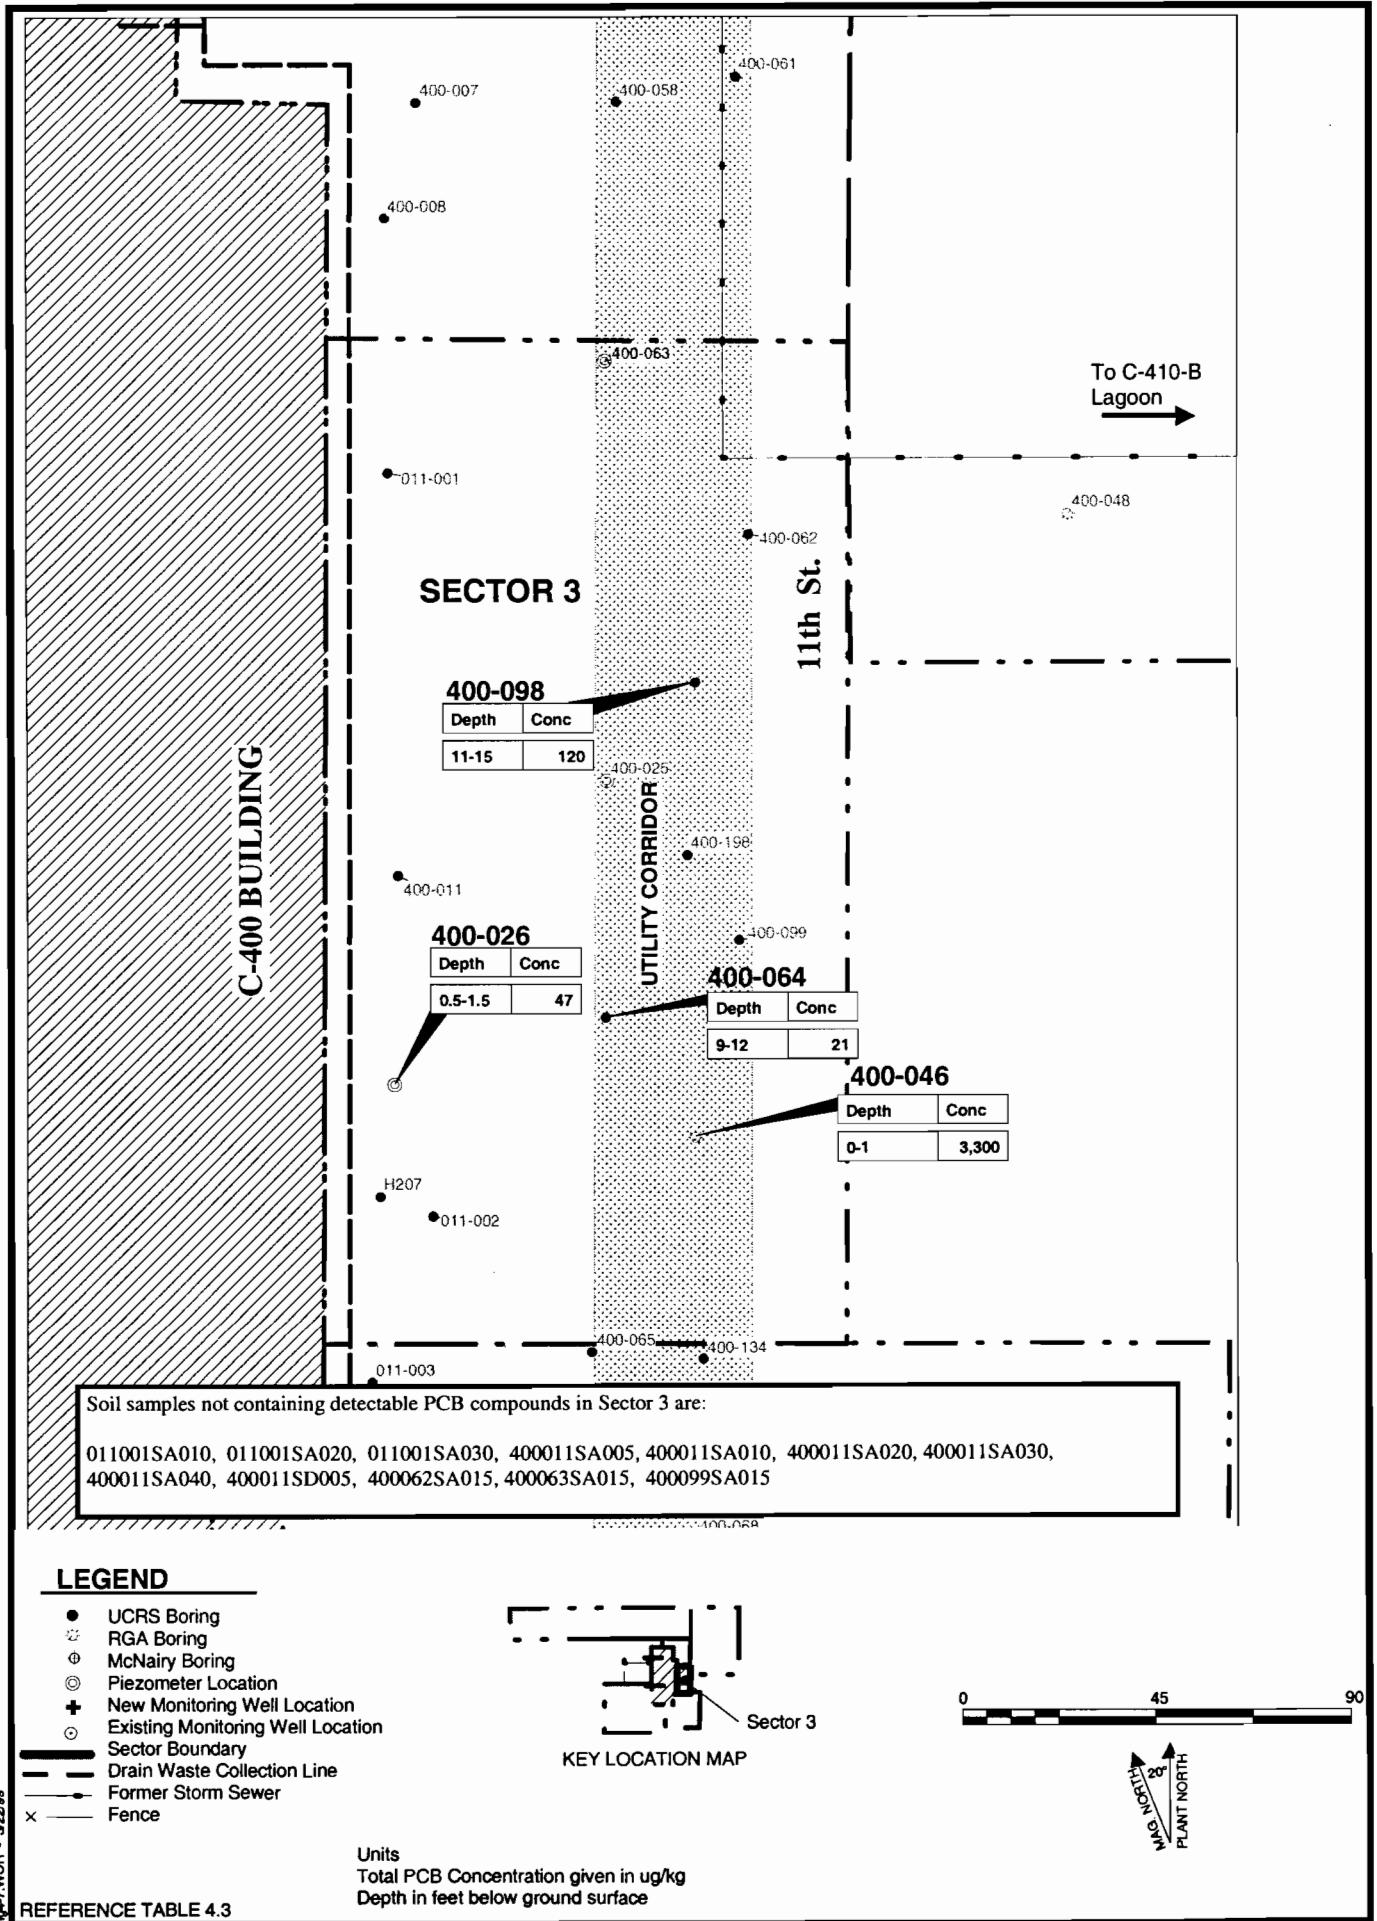 400-061
400-007
400-058
400-008
400-063
To C-410-B
Lagoon
011-001
400-048
400-062
SECTOR 3
11th St.
400-098
Depth Conc
11-15 120
400-025
UTILITY CORRIDOR
C-400 BUILDING
400-198
400-011
400-026
Depth Conc
0.5-1.5 47
400-099
400-064
Depth Conc
9-12 21
400-046
Depth Conc
0-1 3,300
H207
011-002
400-065
400-134
011-003
Soil samples not containing detectable PCB compounds in Sector 3 are:
011001SA010, 011001SA020, 011001SA030, 400011SA005, 400011SA010, 400011SA020, 400011SA030,
400011SA040, 400011SD005, 400062SA015, 400063SA015, 400099SA015
400-068
LEGEND
UCRS Boring
RGA Boring
McNairy Boring
Piezometer Location
New Monitoring Well Location
Existing Monitoring Well Location
Sector Boundary
Drain Waste Collection Line
Former Storm Sewer
Fence
Sector 3
KEY LOCATION MAP
0 45 90
20°
MAG. NORTH
PLANT NORTH
Units
Total PCB Concentration given in ug/kg
Depth in feet below ground surface
REFERENCE TABLE 4.3